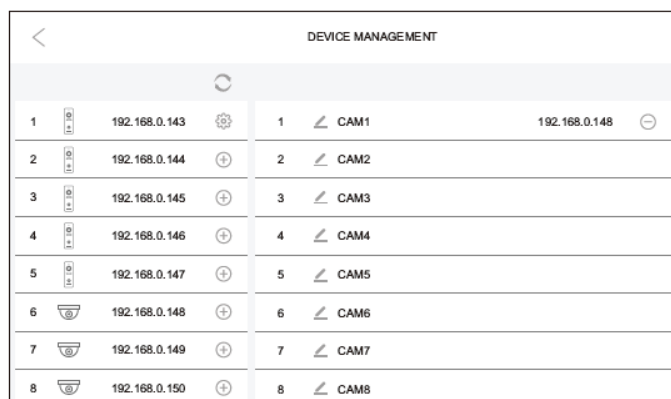 DEVICE MANAGEMENT
1 192.168.0.143 1 CAM1 192.168.0.148
2 192.168.0.144 2 CAM2
3 192.168.0.145 3 CAM3
4 192.168.0.146 4 CAM4
5 192.168.0.147 5 CAM5
6 192.168.0.148 6 CAM6
7 192.168.0.149 7 CAM7
8 192.168.0.150 8 CAM8